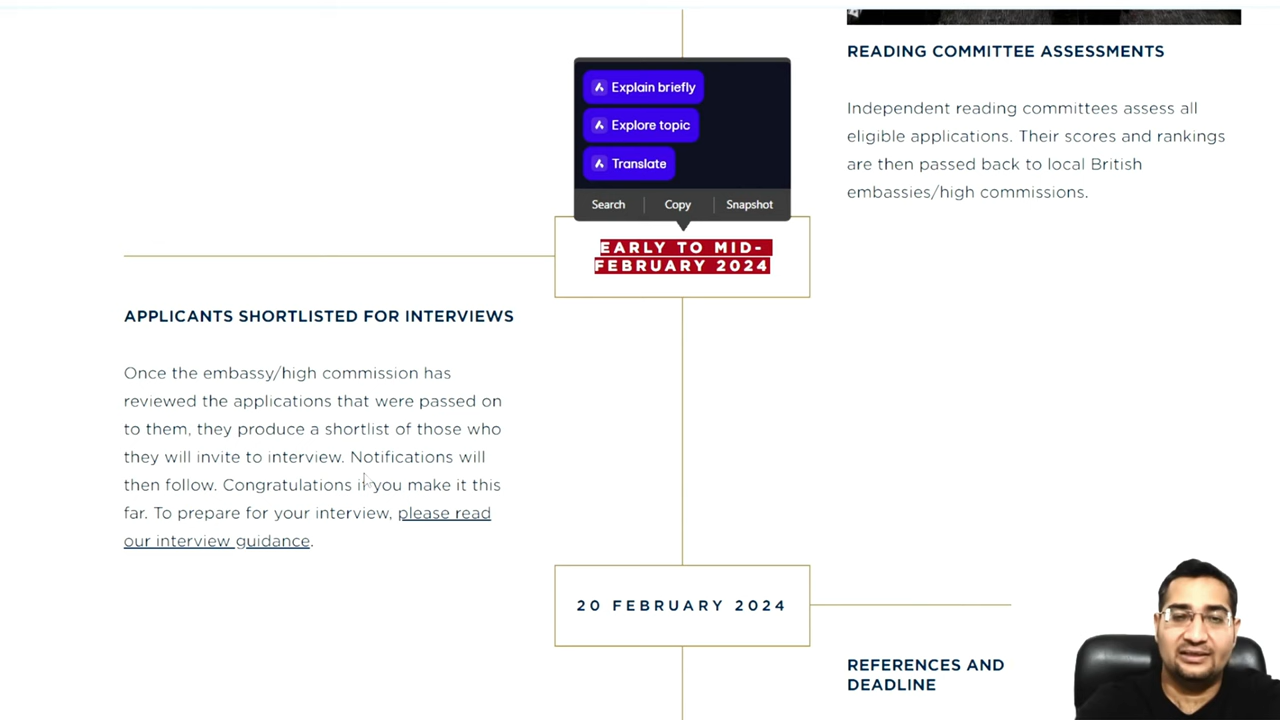 READING COMMITTEE ASSESSMENTS
Independent reading committees assess all
eligible applications. Their scores and rankings
are then passed back to local British
embassies/high commissions.
Explain briefly
Explore topic
Translate
Search
Copy
Snapshot
EARLY TO MID-
FEBRUARY 2024
APPLICANTS SHORTLISTED FOR INTERVIEWS
Once the embassy/high commission has
reviewed the applications that were passed on
to them, they produce a shortlist of those who
they will invite to interview. Notifications will
then follow. Congratulations if you make it this
far. To prepare for your interview, please read
our interview guidance.
20 FEBRUARY 2024
REFERENCES AND
DEADLINE